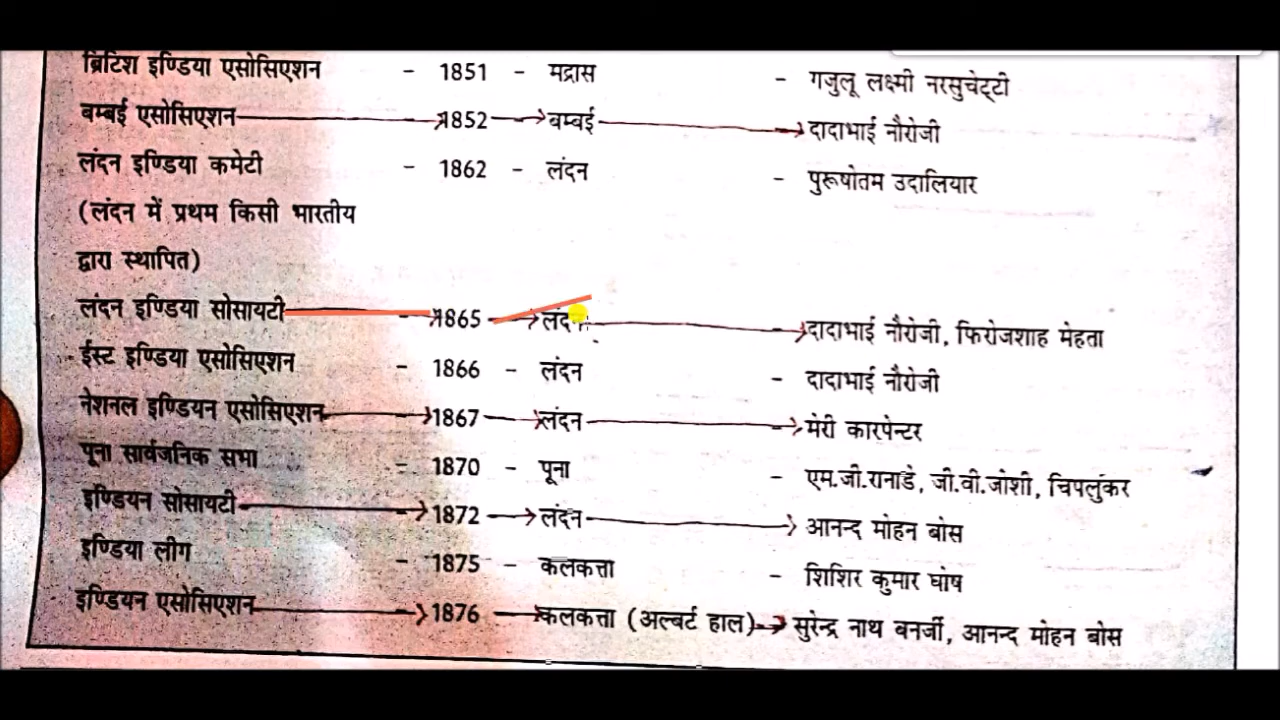 ब्रिटिश इण्डिया एसोसिएशन - 1851 - मद्रास - गजुलू लक्ष्मी नरसुचेट्टी
बम्बई एसोसिएशन 1852 बम्बई दादाभाई नौरोजी
लंदन इण्डिया कमेटी - 1862 - लंदन - पुरूषोतम उदालियार
(लंदन में प्रथम किसी भारतीय
द्वारा स्थापित)
लंदन इण्डिया सोसायटी - 1865 लंदन दादाभाई नौरोजी, फिरोजशाह मेहता
ईस्ट इण्डिया एसोसिएशन - 1866 - लंदन - दादाभाई नौरोजी
नेशनल इण्डियन एसोसिएशन - 1867 लंदन - मेरी कारपेन्टर
पूना सार्वजनिक सभा - 1870 - पूना - एम.जी.रानाडे, जी.वी.जोशी, चिपलुंकर
इण्डियन सोसायटी - 1872 लंदन आनन्द मोहन बोस
इण्डिया लीग - 1875 - कलकत्ता - शिशिर कुमार घोष
इण्डियन एसोसिएशन - 1876 कलकत्ता (अल्बर्ट हाल) सुरेन्द्र नाथ बनर्जी, आनन्द मोहन बोस